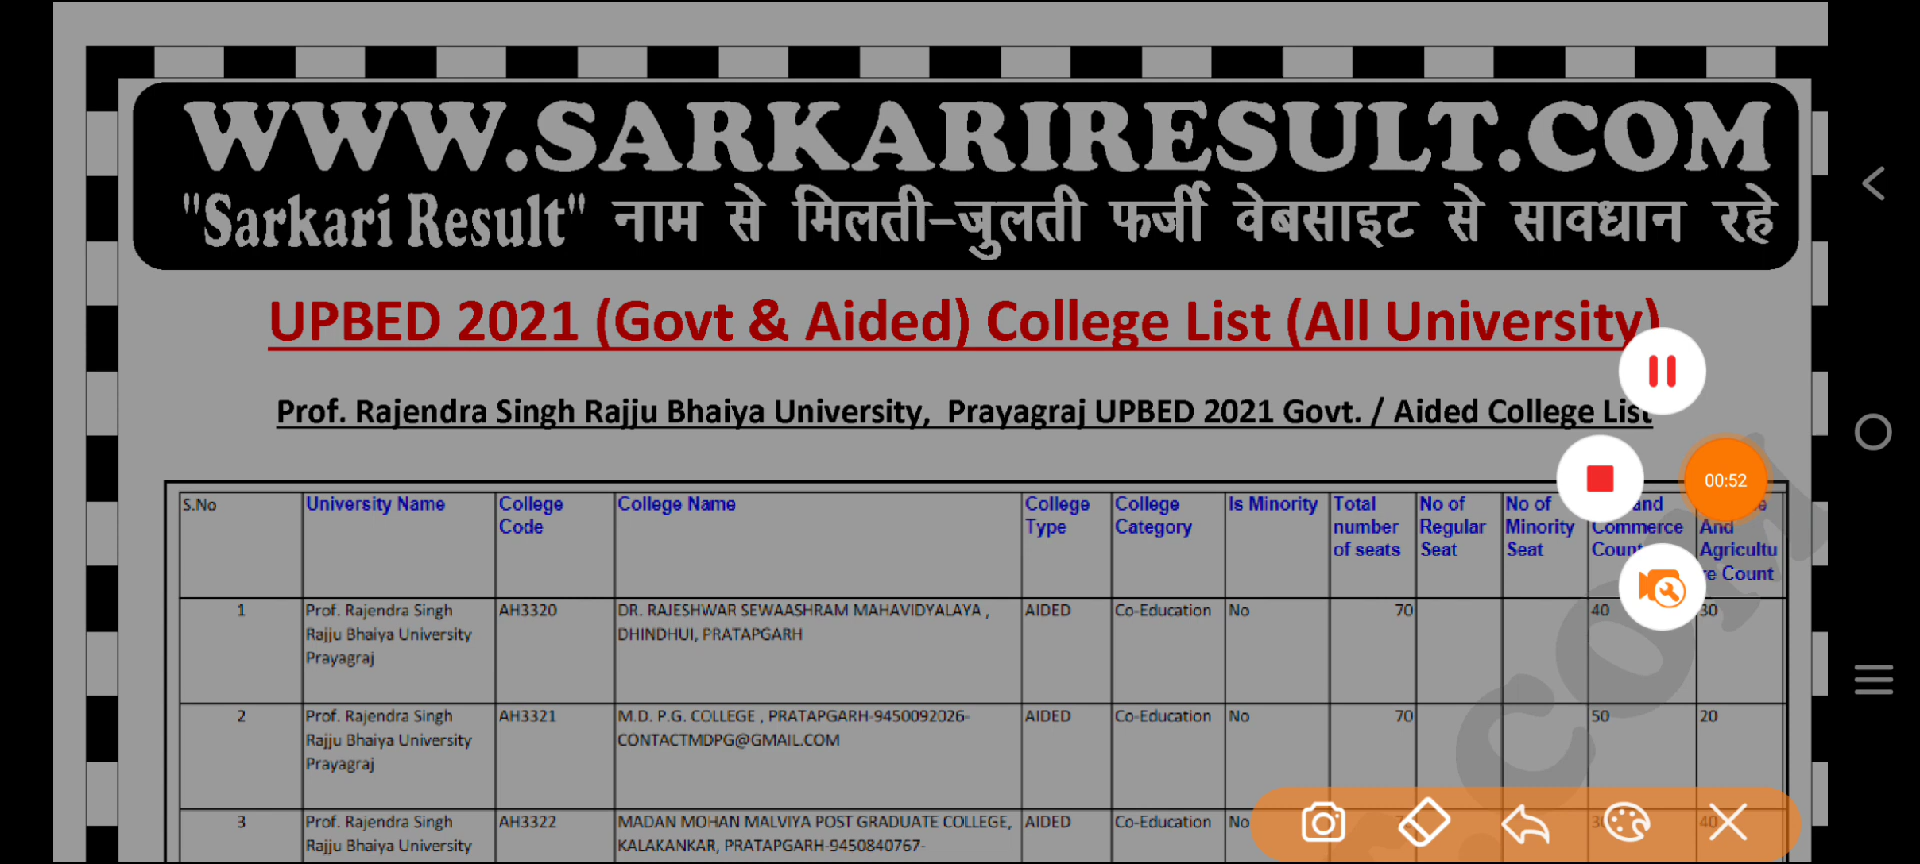 WWW.SARKARIRESULT.COM
"Sarkari Result" नाम से मिलती-जुलती फर्जी वेबसाइट से सावधान रहे
UPBED 2021 (Govt & Aided) College List (All University)
Prof. Rajendra Singh Rajju Bhaiya University, Prayagraj UPBED 2021 Govt. / Aided College List
00:52
S.No University Name College Name College Code College Type College Category Is Minority Total number of seats No of Regular Seat No of Minority Seat and Commerce Count And Agriculture Count
1 Prof. Rajendra Singh Rajju Bhaiya University Prayagraj AH3320 DR. RAJESHWAR SEWAASHRAM MAHAVIDYALAYA , DHINDHUI, PRATAPGARH AIDED Co-Education No 70 40 30
2 Prof. Rajendra Singh Rajju Bhaiya University Prayagraj AH3321 M.D. P.G. COLLEGE , PRATAPGARH-9450092026-CONTACTMDPG@GMAIL.COM AIDED Co-Education No 70 50 20
3 Prof. Rajendra Singh Rajju Bhaiya University AH3322 MADAN MOHAN MALVIYA POST GRADUATE COLLEGE, KALAKANKAR, PRATAPGARH-9450840767- AIDED Co-Education No